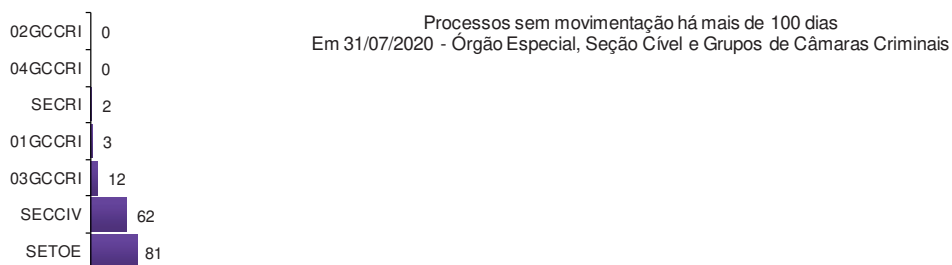 Processos sem movimentação há mais de 100 dias
Em 31/07/2020 - Órgão Especial, Seção Cível e Grupos de Câmaras Criminais
02GCCRI 0
04GCCRI 0
SECRI 2
01GCCRI 3
03GCCRI 12
SECCIV 62
SETOE 81